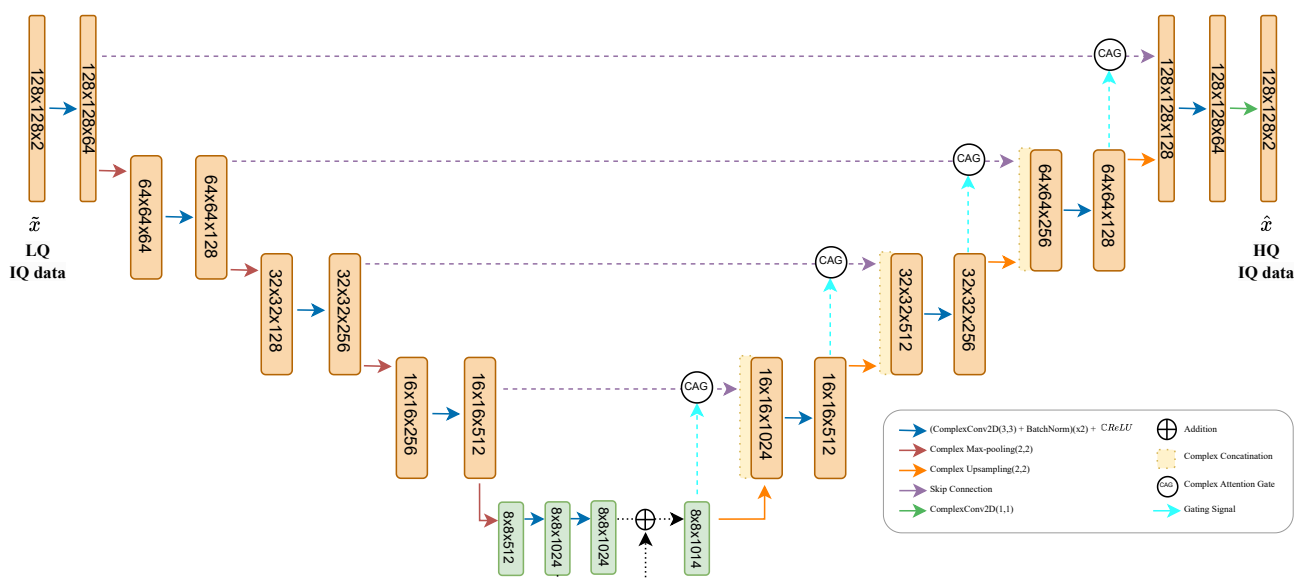 128x128x2
128x128x64
64x64x64
64x64x128
32x32x128
32x32x256
16x16x256
16x16x512
8x8x512
8x8x1024
8x8x1024
8x8x1014
CAG
16x16x1024
16x16x512
CAG
32x32x512
32x32x256
CAG
64x64x256
64x64x128
CAG
128x128x128
128x128x64
128x128x2
x̃
LQ
IQ data
x̂
HQ
IQ data
(ComplexConv2D(3,3) + BatchNorm)(x2) + ℂReLU
Complex Max-pooling(2,2)
Complex Upsampling(2,2)
Skip Connection
ComplexConv2D(1,1)
Addition
Complex Concatination
CAG
Complex Attention Gate
Gating Signal